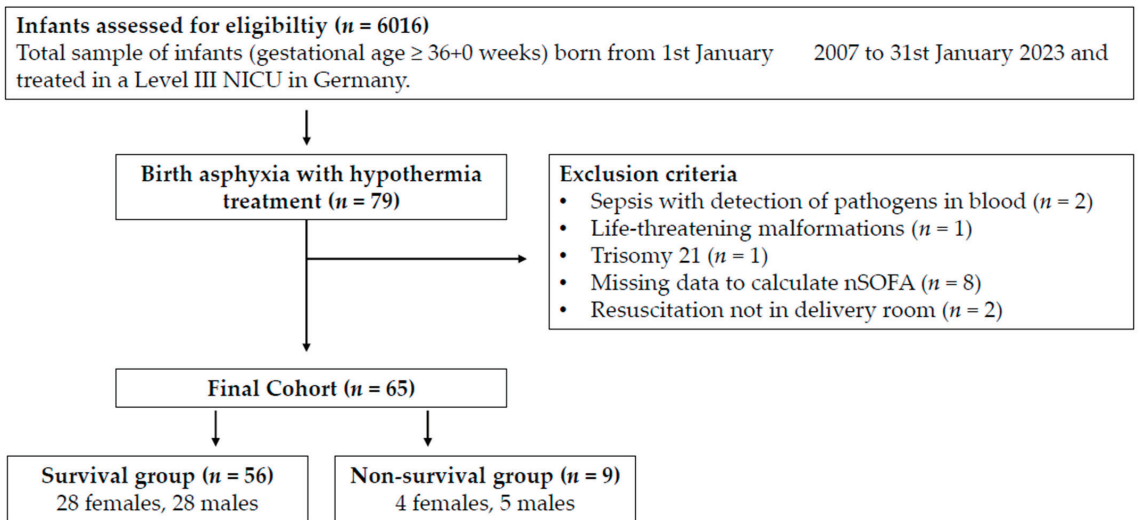 Infants assessed for eligibiltiy (n = 6016)
Total sample of infants (gestational age ≥ 36+0 weeks) born from 1st January 2007 to 31st January 2023 and
treated in a Level III NICU in Germany.
Birth asphyxia with hypothermia
treatment (n = 79)
Exclusion criteria
• Sepsis with detection of pathogens in blood (n = 2)
• Life-threatening malformations (n = 1)
• Trisomy 21 (n = 1)
• Missing data to calculate nSOFA (n = 8)
• Resuscitation not in delivery room (n = 2)
Final Cohort (n = 65)
Survival group (n = 56)
28 females, 28 males
Non-survival group (n = 9)
4 females, 5 males